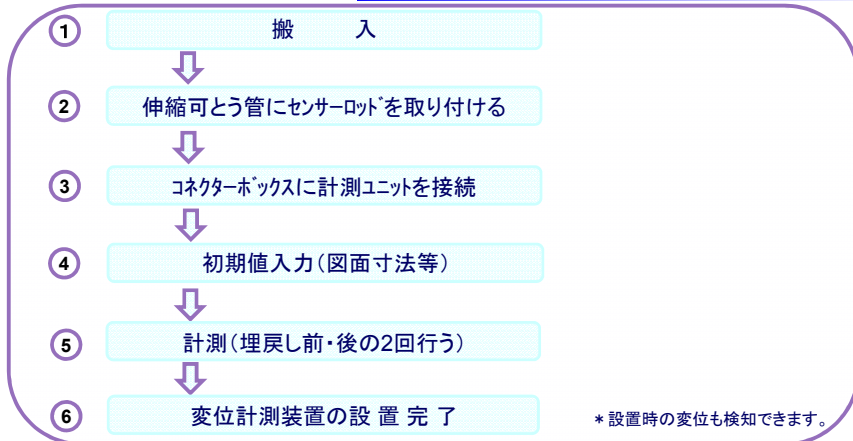 ① 搬　　入
② 伸縮可とう管にｾﾝｻｰﾛｯﾄﾞを取り付ける
③ ｺﾈｸﾀｰﾎﾞｯｸｽに計測ﾕﾆｯﾄを接続
④ 初期値入力（図面寸法等）
⑤ 計測（埋戻し前・後の2回行う）
⑥ 変位計測装置の設 置 完 了
＊設置時の変位も検知できます。